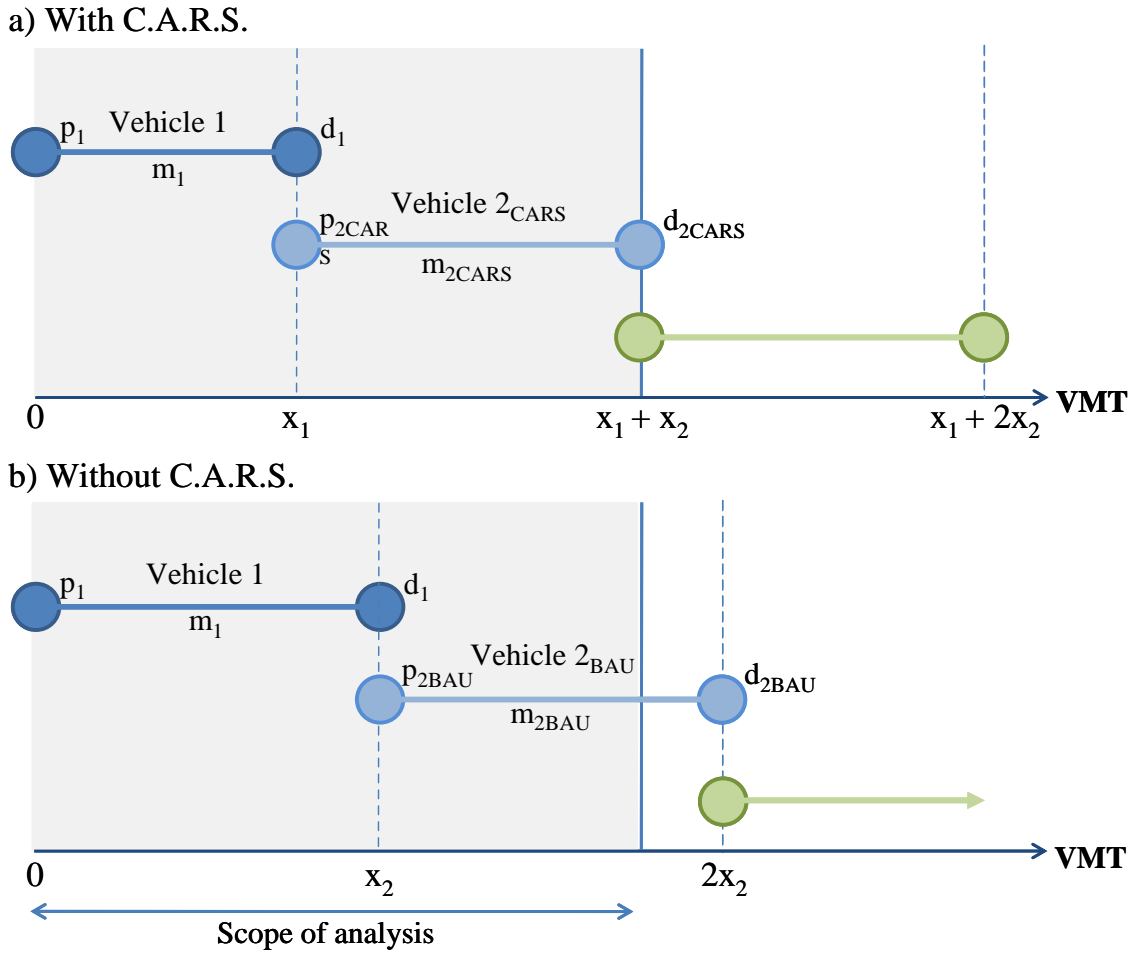 a) With C.A.R.S.
p1 Vehicle 1 d1
m1
Vehicle 2CARS
p2CAR
S
d2CARS
m2CARS
0 x1 x1 + x2 x1 + 2x2 VMT
b) Without C.A.R.S.
p1 Vehicle 1 d1
m1
p2BAU Vehicle 2BAU d2BAU
m2BAU
0 x2 2x2 VMT
Scope of analysis